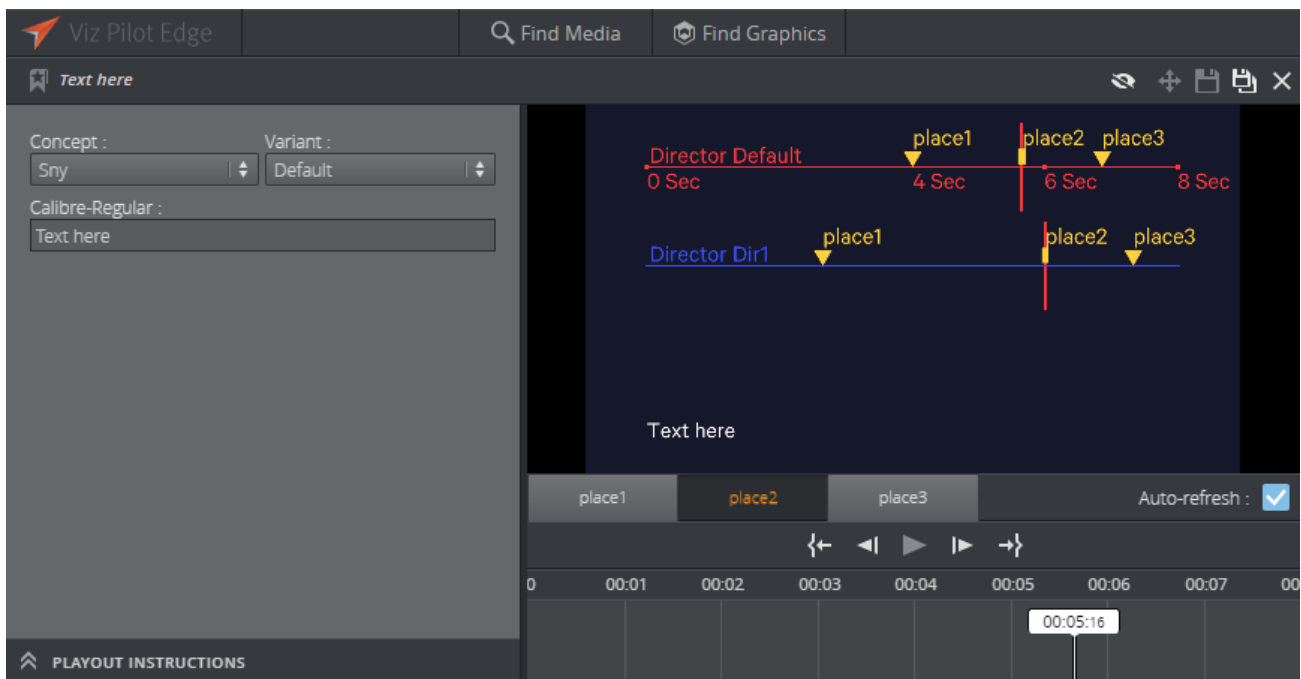 Viz Pilot Edge
Find Media
Find Graphics
Text here
Concept :
Variant :
Sny
Default
Calibre-Regular :
Text here
PLAYOUT INSTRUCTIONS
place1 place2 place3
Director Default
0 Sec 4 Sec 6 Sec 8 Sec
place1 place2 place3
Director Dir1
Text here
place1 place2 place3 Auto-refresh :
0 00:01 00:02 00:03 00:04 00:05 00:06 00:07 00
00:05:16